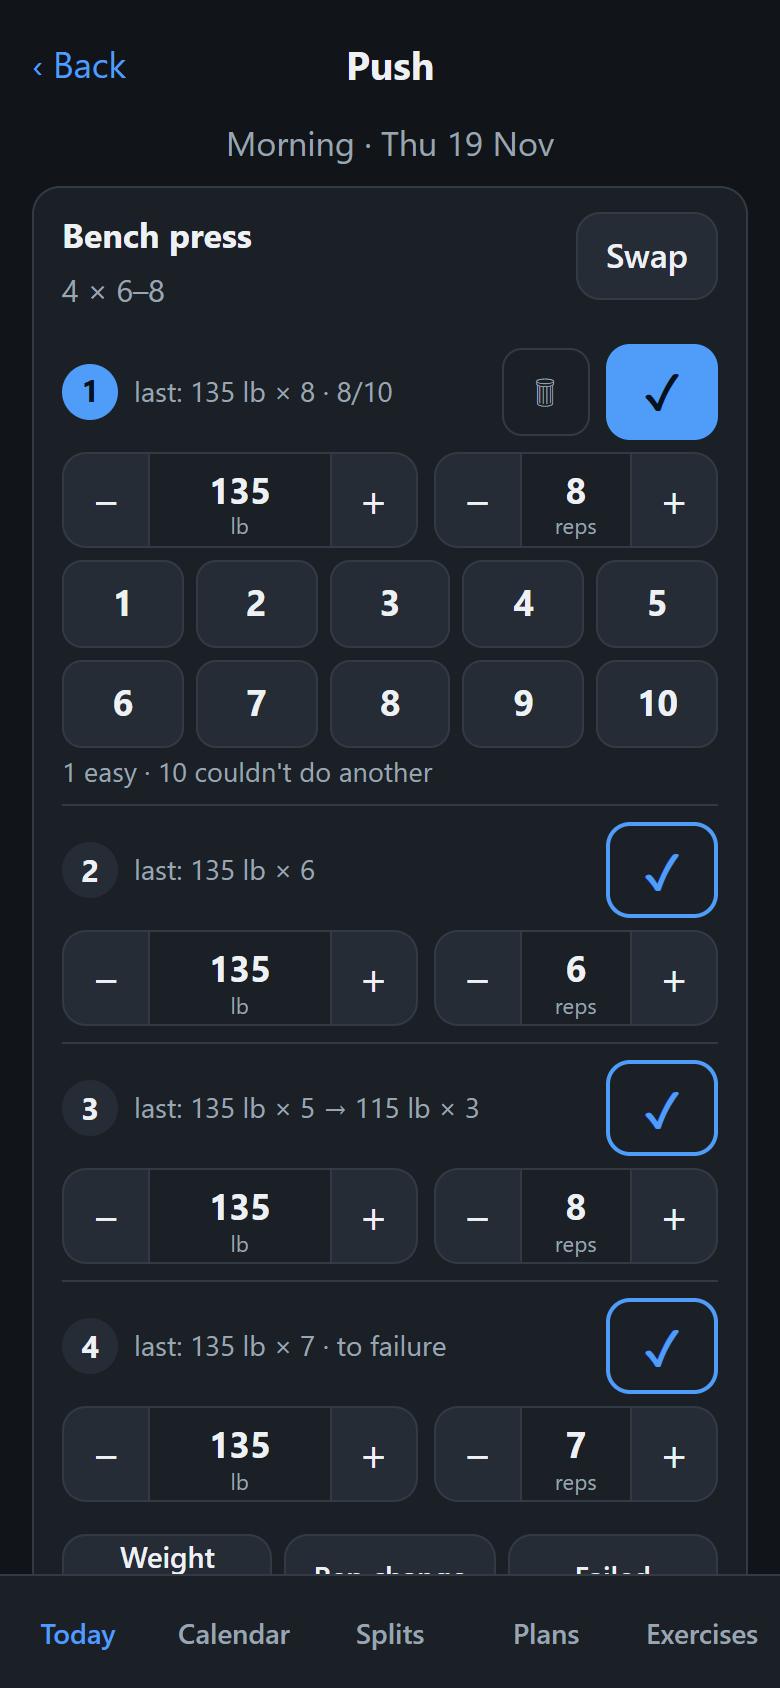 ‹ Back
Push
Morning · Thu 19 Nov
Bench press
Swap
4 × 6–8
1 last: 135 lb × 8 · 8/10 ✓
− 135 lb + − 8 reps +
1 2 3 4 5
6 7 8 9 10
1 easy · 10 couldn't do another
2 last: 135 lb × 6 ✓
− 135 lb + − 6 reps +
3 last: 135 lb × 5 → 115 lb × 3 ✓
− 135 lb + − 8 reps +
4 last: 135 lb × 7 · to failure ✓
− 135 lb + − 7 reps +
Weight
Rep change
Failed
Today Calendar Splits Plans Exercises